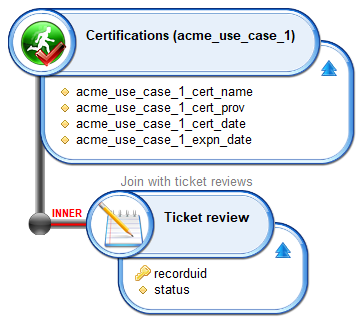 Certifications (acme_use_case_1)
acme_use_case_1_cert_name
acme_use_case_1_cert_prov
acme_use_case_1_cert_date
acme_use_case_1_expn_date
Join with ticket reviews
INNER
Ticket review
recorduid
status